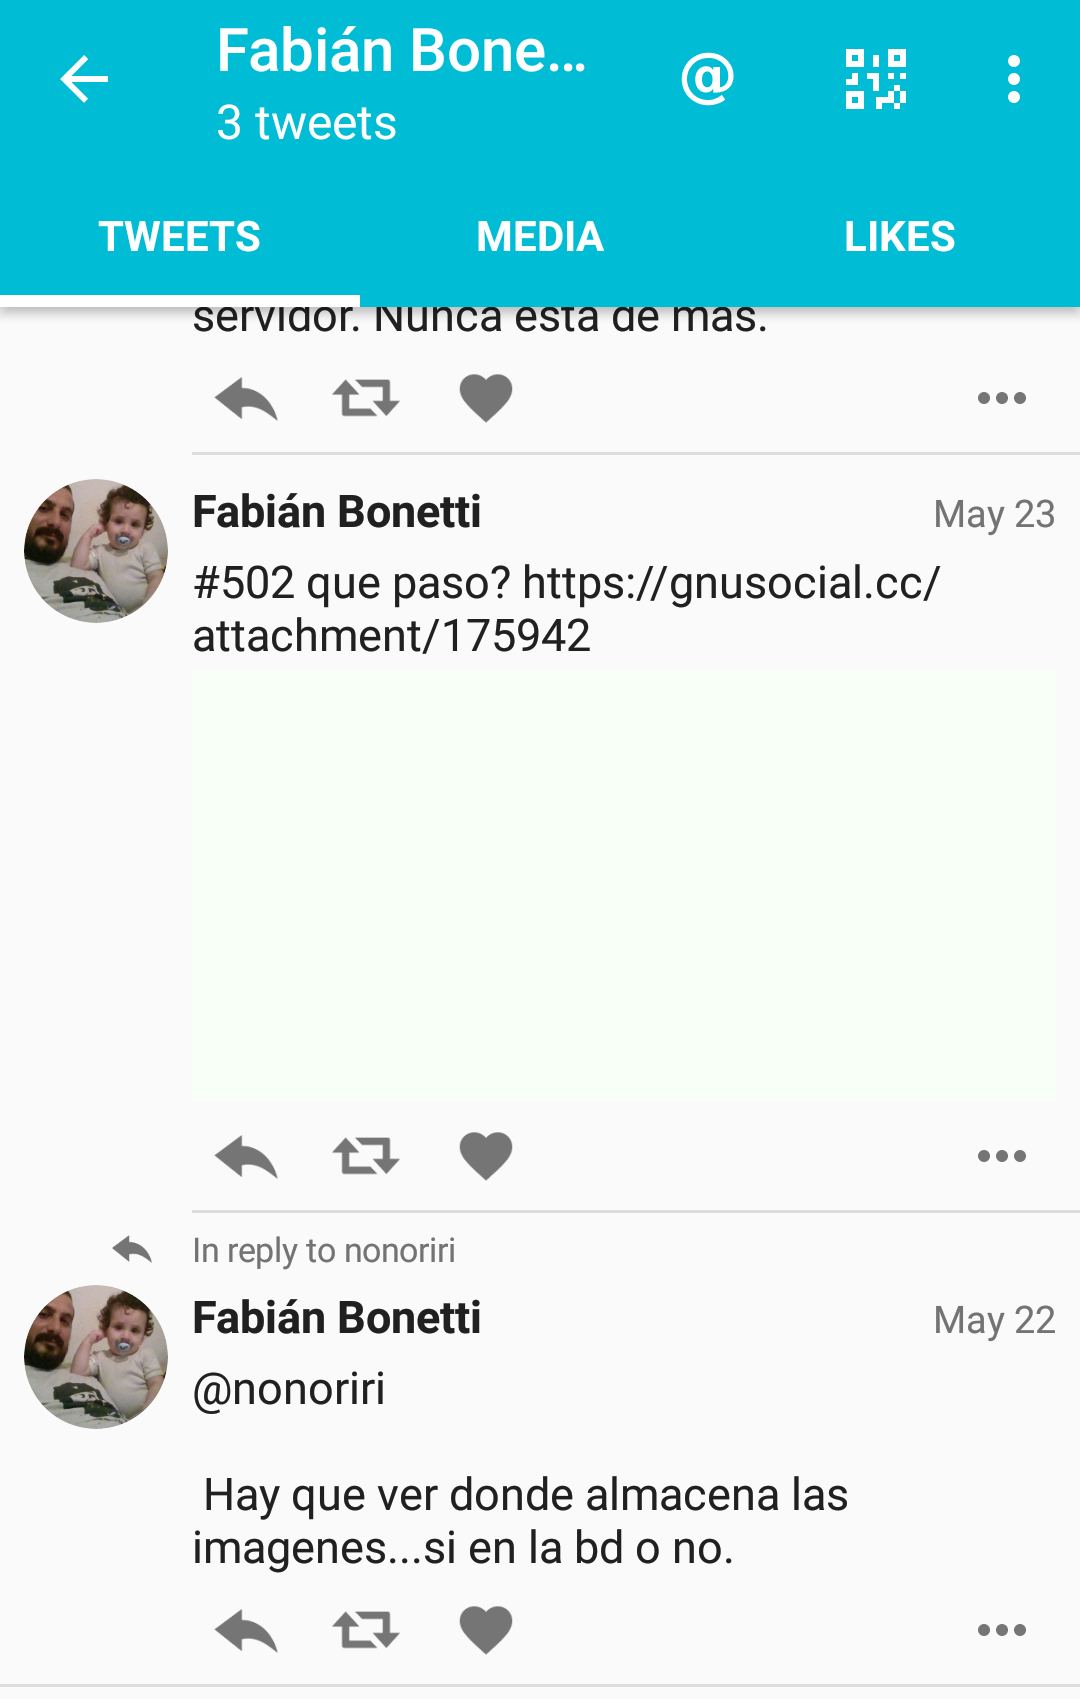 Fabián Bone...
3 tweets
TWEETS
MEDIA
LIKES
servidor. Nunca esta de mas.
Fabián Bonetti
May 23
#502 que paso? https://gnusocial.cc/
attachment/175942
In reply to nonoriri
Fabián Bonetti
May 22
@nonoriri
Hay que ver donde almacena las
imagenes...si en la bd o no.